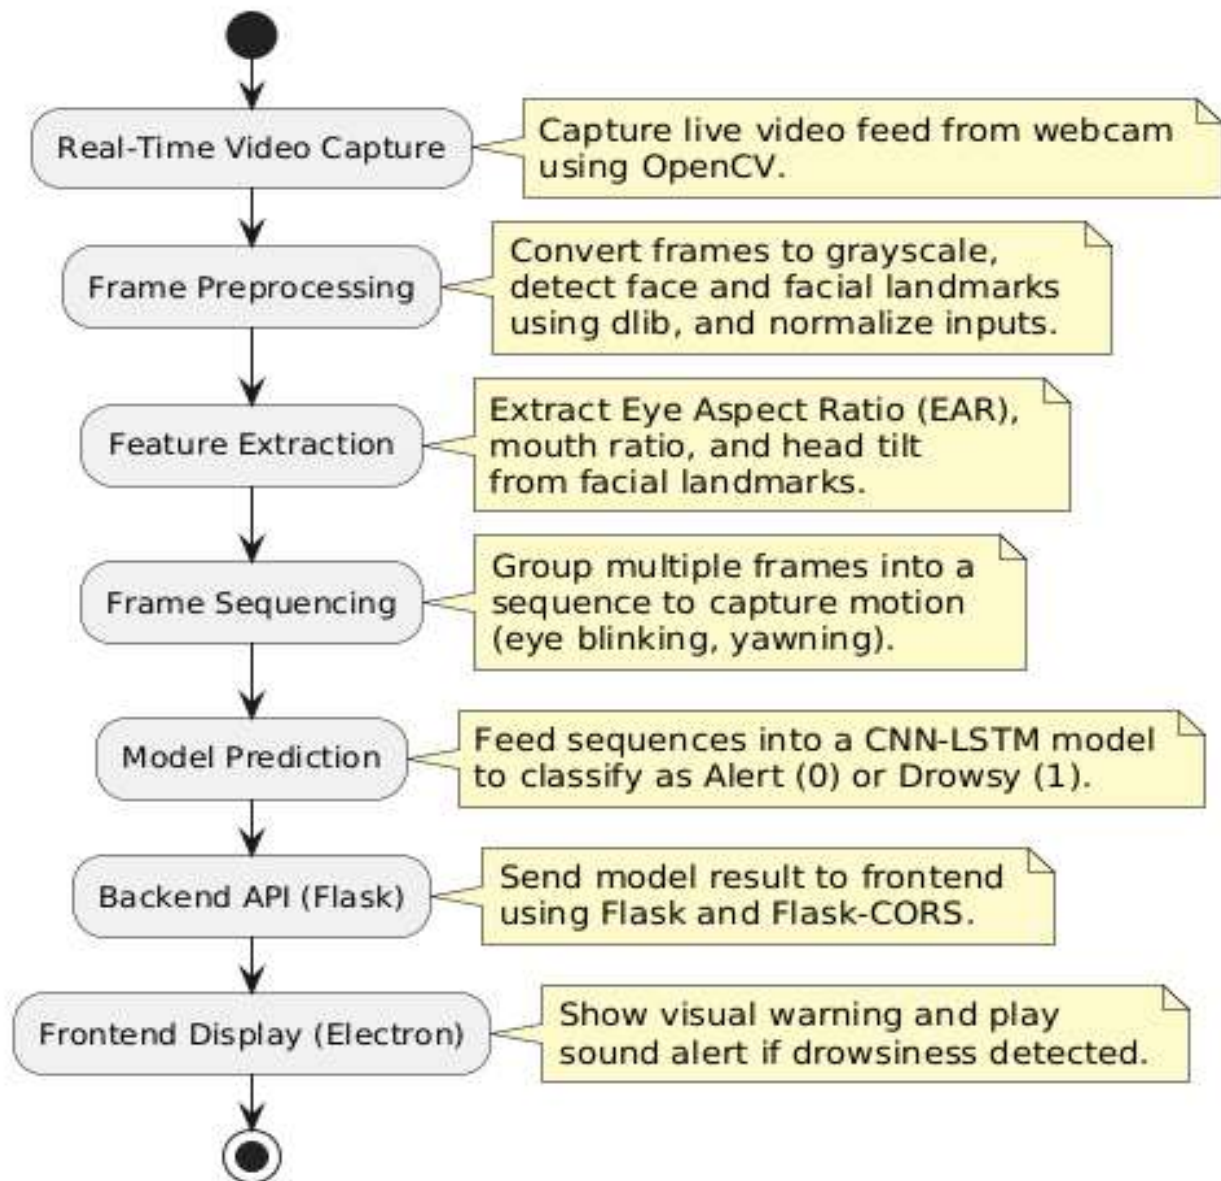 Real-Time Video Capture
Capture live video feed from webcam
using OpenCV.
Frame Preprocessing
Convert frames to grayscale,
detect face and facial landmarks
using dlib, and normalize inputs.
Feature Extraction
Extract Eye Aspect Ratio (EAR),
mouth ratio, and head tilt
from facial landmarks.
Frame Sequencing
Group multiple frames into a
sequence to capture motion
(eye blinking, yawning).
Model Prediction
Feed sequences into a CNN-LSTM model
to classify as Alert (0) or Drowsy (1).
Backend API (Flask)
Send model result to frontend
using Flask and Flask-CORS.
Frontend Display (Electron)
Show visual warning and play
sound alert if drowsiness detected.